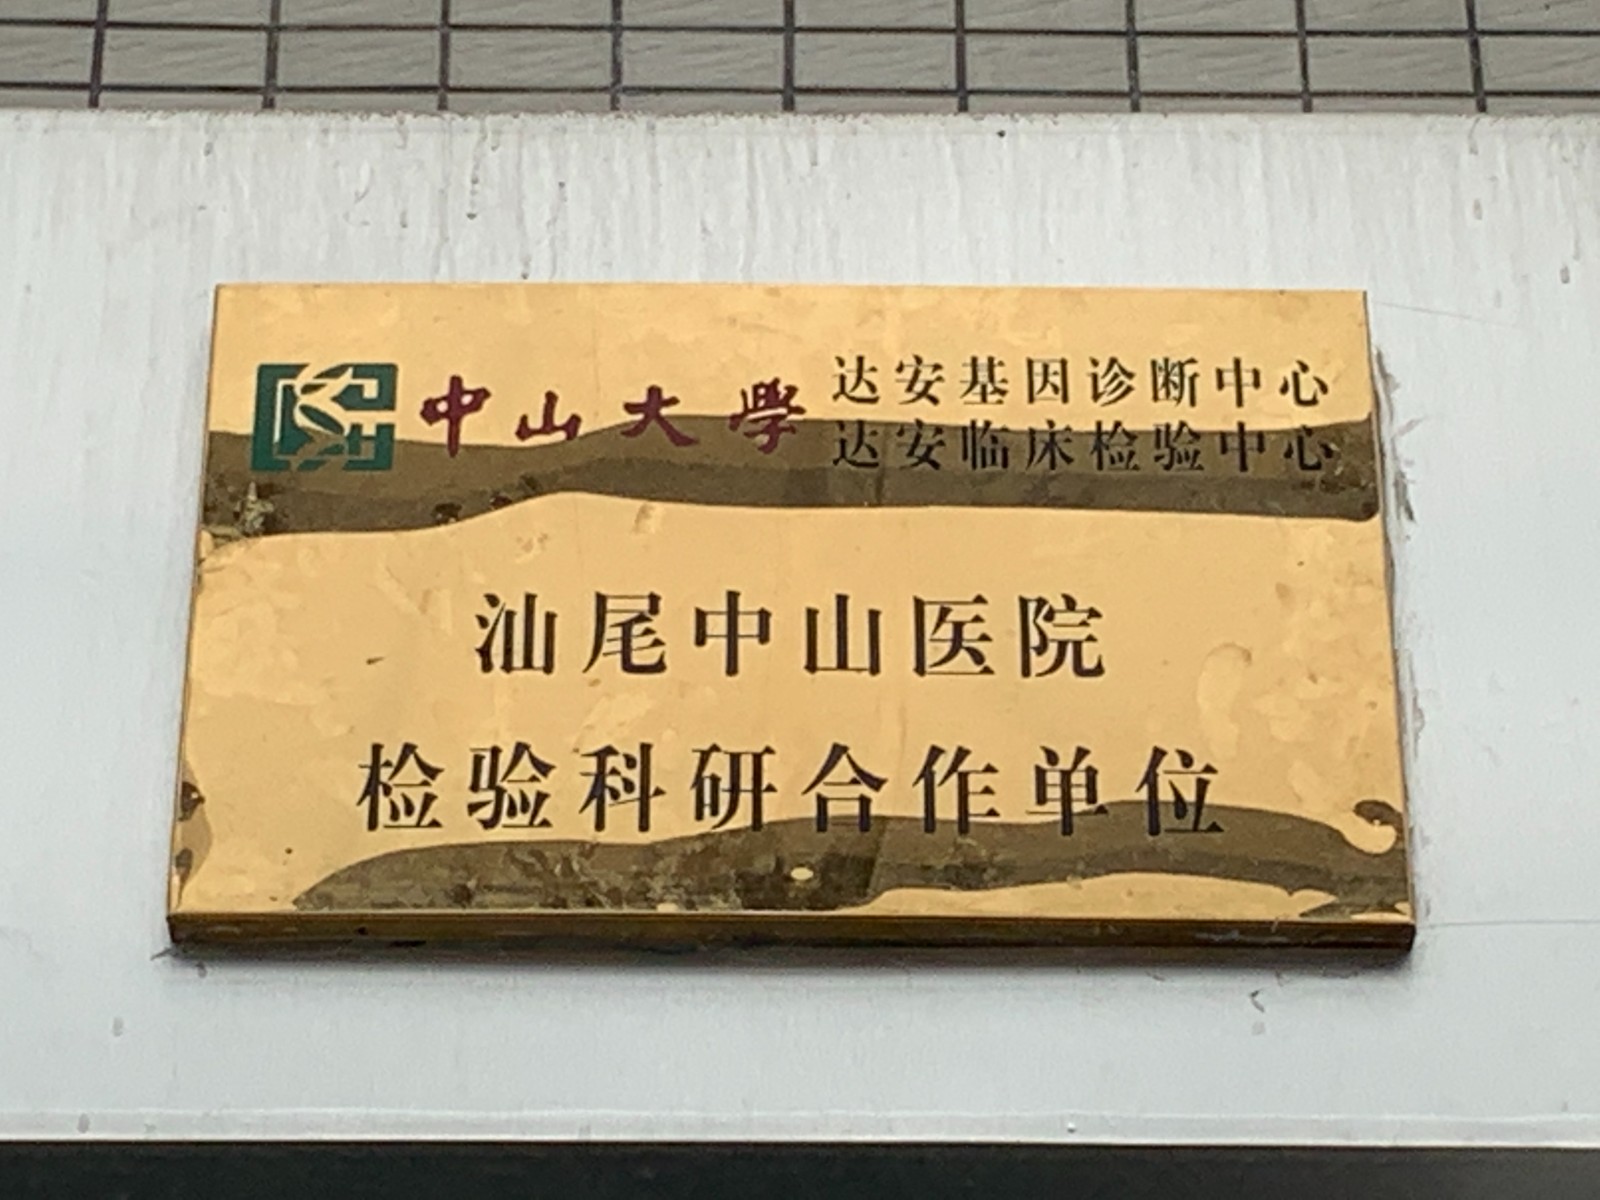 中山大學
达安基因诊断中心
达安临床检验中心
汕尾中山医院
检验科研合作单位